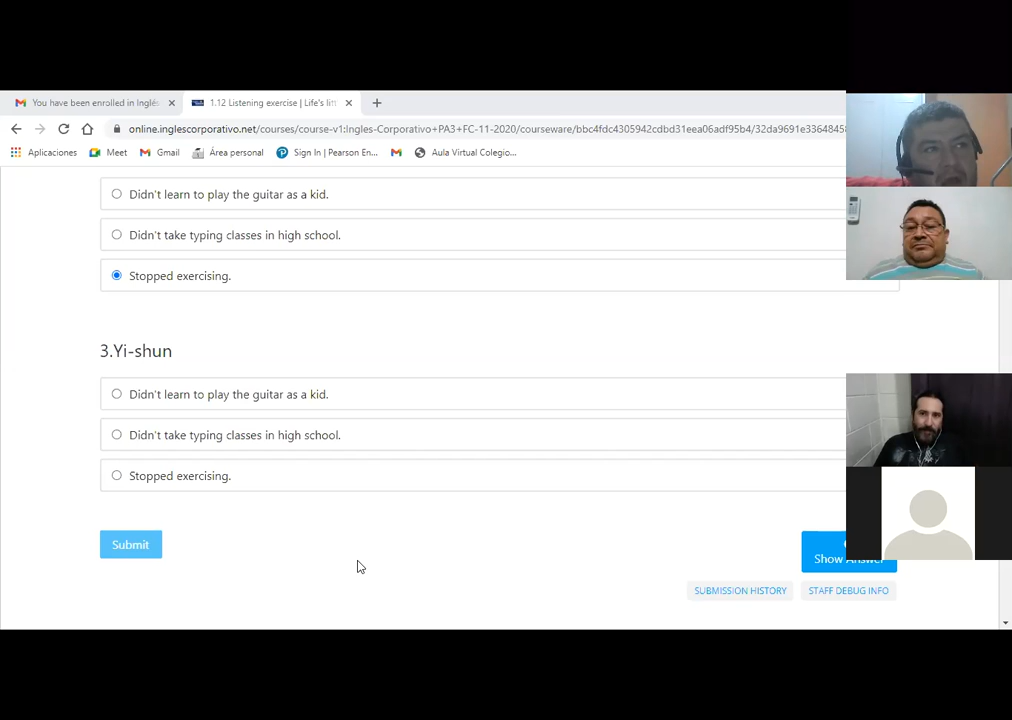 You have been enrolled in Inglés
1.12 Listening exercise | Life's litt
online.inglescorporativo.net/courses/course-v1:Ingles-Corporativo+PA3+FC-11-2020/courseware/bbc4fdc4305942cdbd31eea06adf95b4/32da9691e3364845
Aplicaciones Meet Gmail Área personal Sign In | Pearson En... Aula Virtual Colegio...
Didn't learn to play the guitar as a kid.
Didn't take typing classes in high school.
Stopped exercising.
3.Yi-shun
Didn't learn to play the guitar as a kid.
Didn't take typing classes in high school.
Stopped exercising.
Submit
Show Answer
SUBMISSION HISTORY STAFF DEBUG INFO